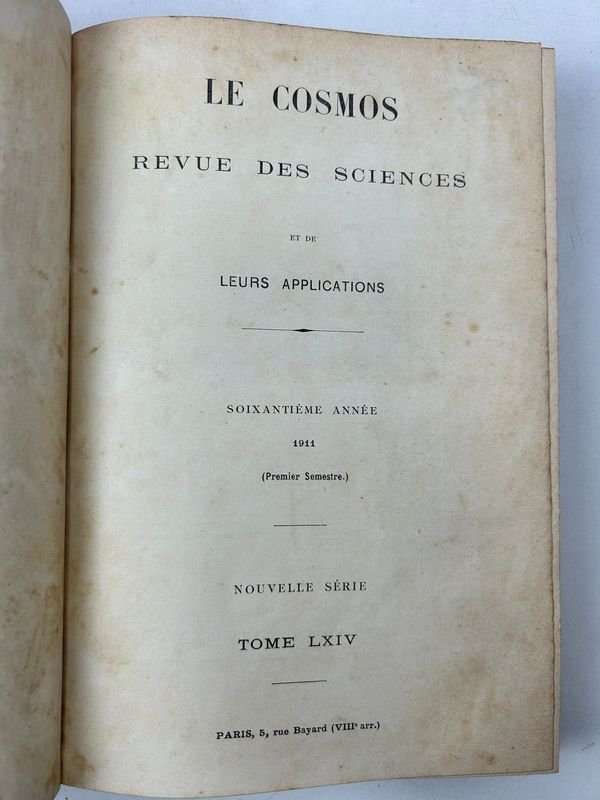 LE COSMOS
REVUE DES SCIENCES
ET DE
LEURS APPLICATIONS
SOIXANTIÈME ANNÉE
1911
(Premier Semestre.)
NOUVELLE SÉRIE
TOME LXIV
PARIS, 5, rue Bayard (VIIIe arr.)